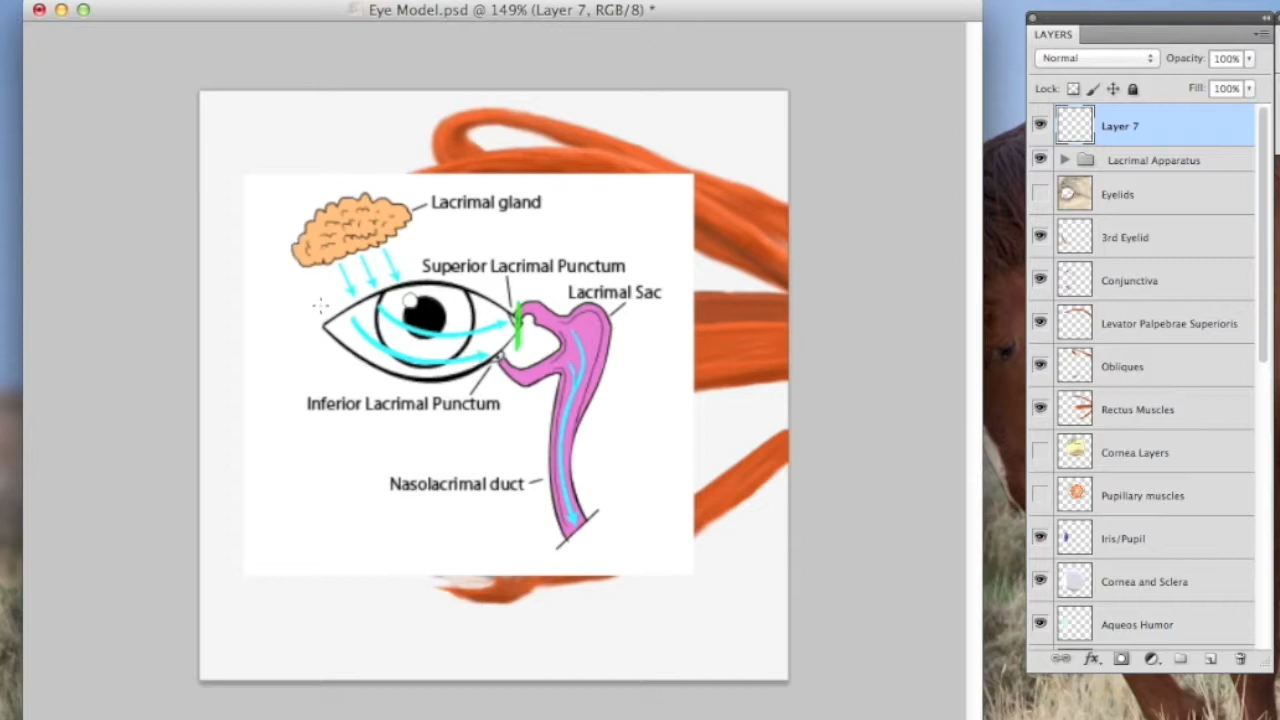 Eye Model.psd @ 149% (Layer 7, RGB/8) *
Lacrimal gland
Superior Lacrimal Punctum
Lacrimal Sac
Inferior Lacrimal Punctum
Nasolacrimal duct
LAYERS
Normal Opacity: 100%
Lock: Fill: 100%
Layer 7
Lacrimal Apparatus
Eyelids
3rd Eyelid
Conjunctiva
Levator Palpebrae Superioris
Obliques
Rectus Muscles
Cornea Layers
Pupillary muscles
Iris/Pupil
Cornea and Sclera
Aqueos Humor
fx